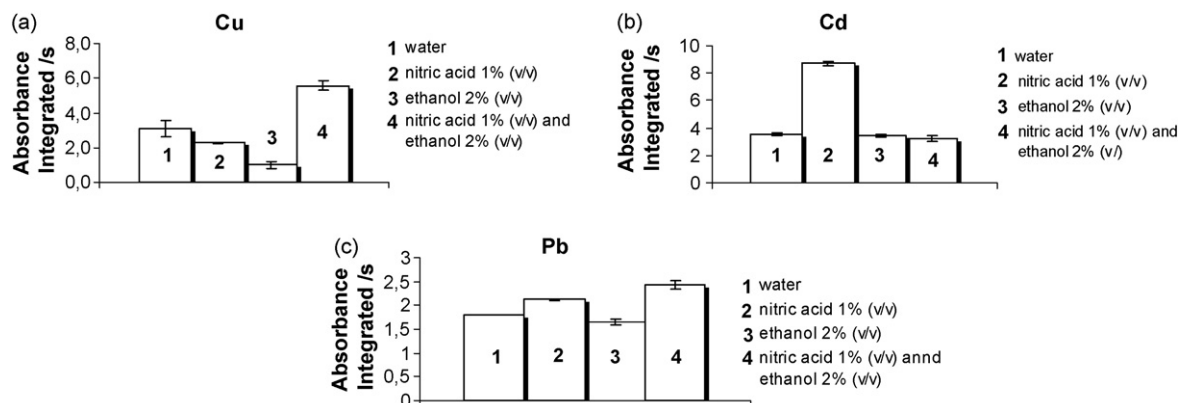 (a)
Cu
Absorbance
Integrated /s
8,0
6,0
4,0
2,0
0,0
1
2
3
4
1 water
2 nitric acid 1% (v/v)
3 ethanol 2% (v/v)
4 nitric acid 1% (v/v) and
ethanol 2% (v/v)
(b)
Cd
Absorbance
Integrated /s
10
8
6
4
2
0
1
2
3
4
1 water
2 nitric acid 1% (v/v)
3 ethanol 2% (v/v)
4 nitric acid 1% (v/v) and
ethanol 2% (v/)
(c)
Pb
Absorbance
Integrated /s
3
2,5
2
1,5
1
0,5
0
1
2
3
4
1 water
2 nitric acid 1% (v/v)
3 ethanol 2% (v/v)
4 nitric acid 1% (v/v) annd
ethanol 2% (v/v)